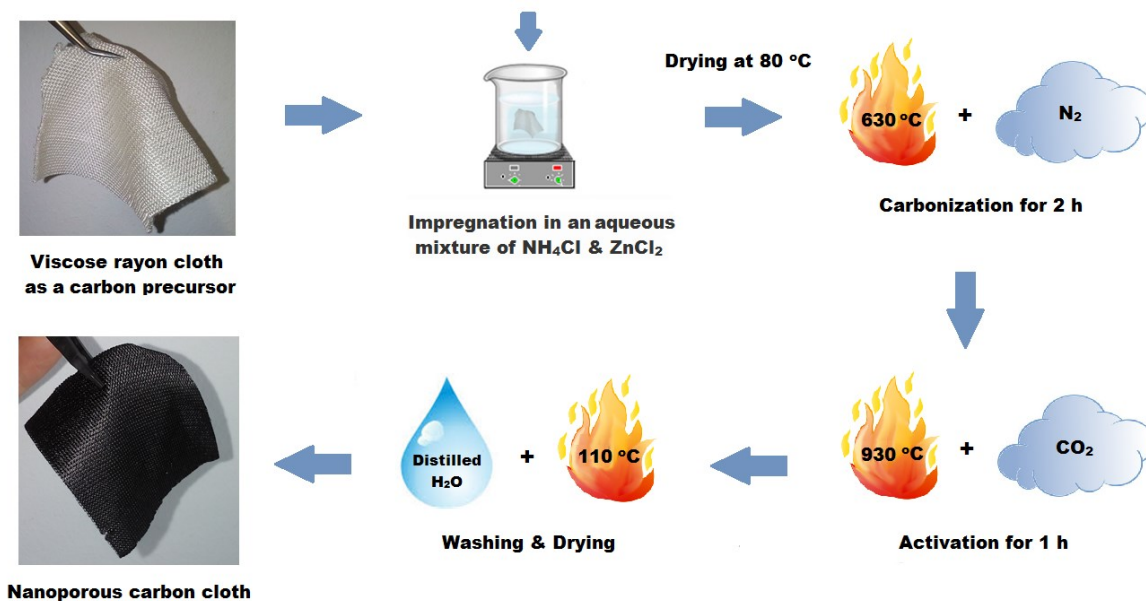 Drying at 80 °C
630 °C
+
N₂
Impregnation in an aqueous
mixture of NH₄Cl & ZnCl₂
Carbonization for 2 h
Viscose rayon cloth
as a carbon precursor
930 °C
+
CO₂
Activation for 1 h
Distilled
H₂O
+
110 °C
Washing & Drying
Nanoporous carbon cloth